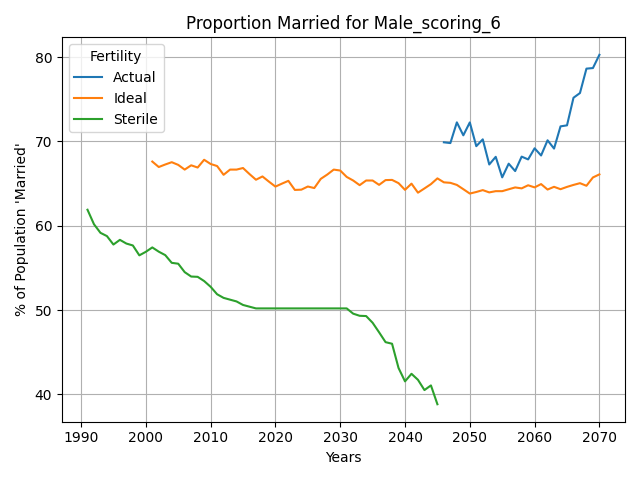 Proportion Married for Male_scoring_6
% of Population 'Married'
Fertility
Actual
Ideal
Sterile
80
70
60
50
40
1990 2000 2010 2020 2030 2040 2050 2060 2070
Years